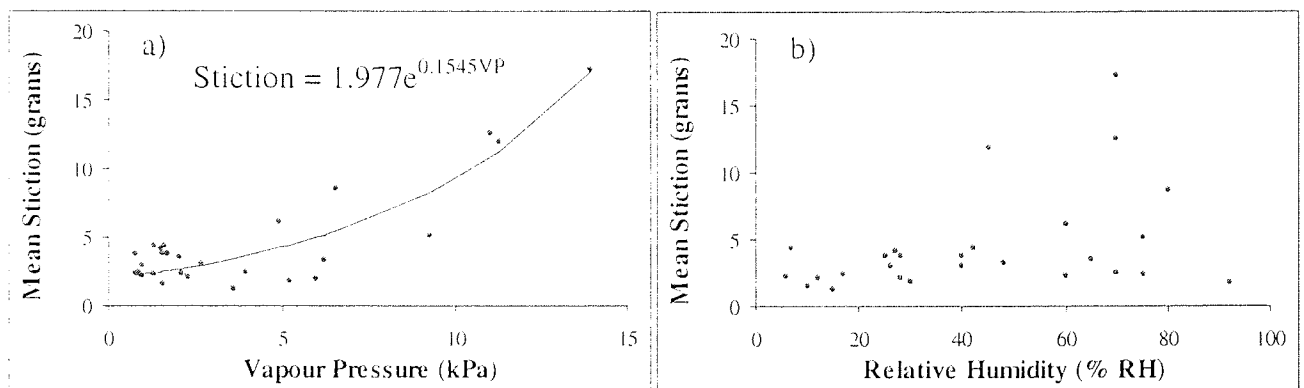 a)
Stiction = 1.977e^0.1545VP
Mean Stiction (grams)
20
15
10
5
0
0 5 10 15
Vapour Pressure (kPa)
b)
Mean Stiction (grams)
20
15
10
5
0
0 20 40 60 80 100
Relative Humidity (% RH)